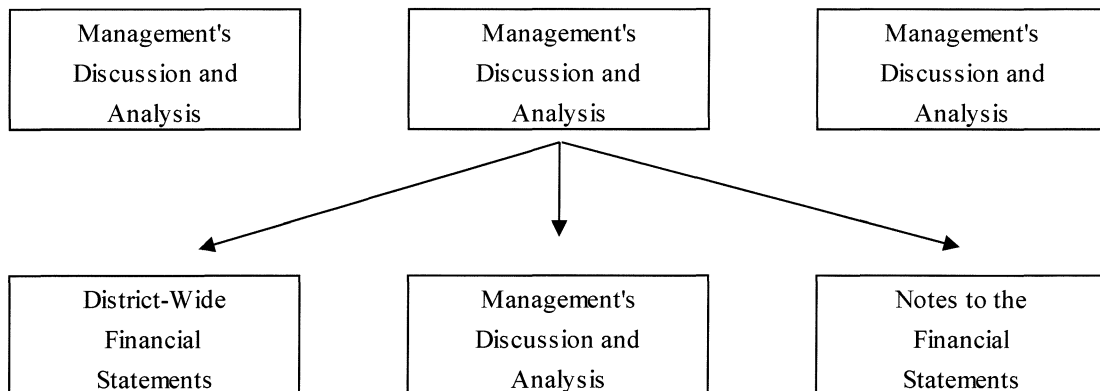 Management's
Discussion and
Analysis
Management's
Discussion and
Analysis
Management's
Discussion and
Analysis
District-Wide
Financial
Statements
Management's
Discussion and
Analysis
Notes to the
Financial
Statements